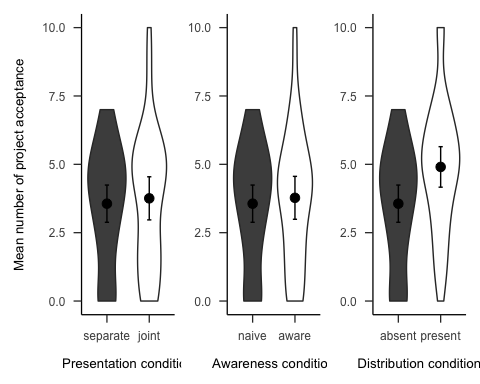 Mean number of project acceptance
10.0
7.5
5.0
2.5
0.0
separate joint
Presentation conditio
10.0
7.5
5.0
2.5
0.0
naive aware
Awareness conditio
10.0
7.5
5.0
2.5
0.0
absent present
Distribution condition